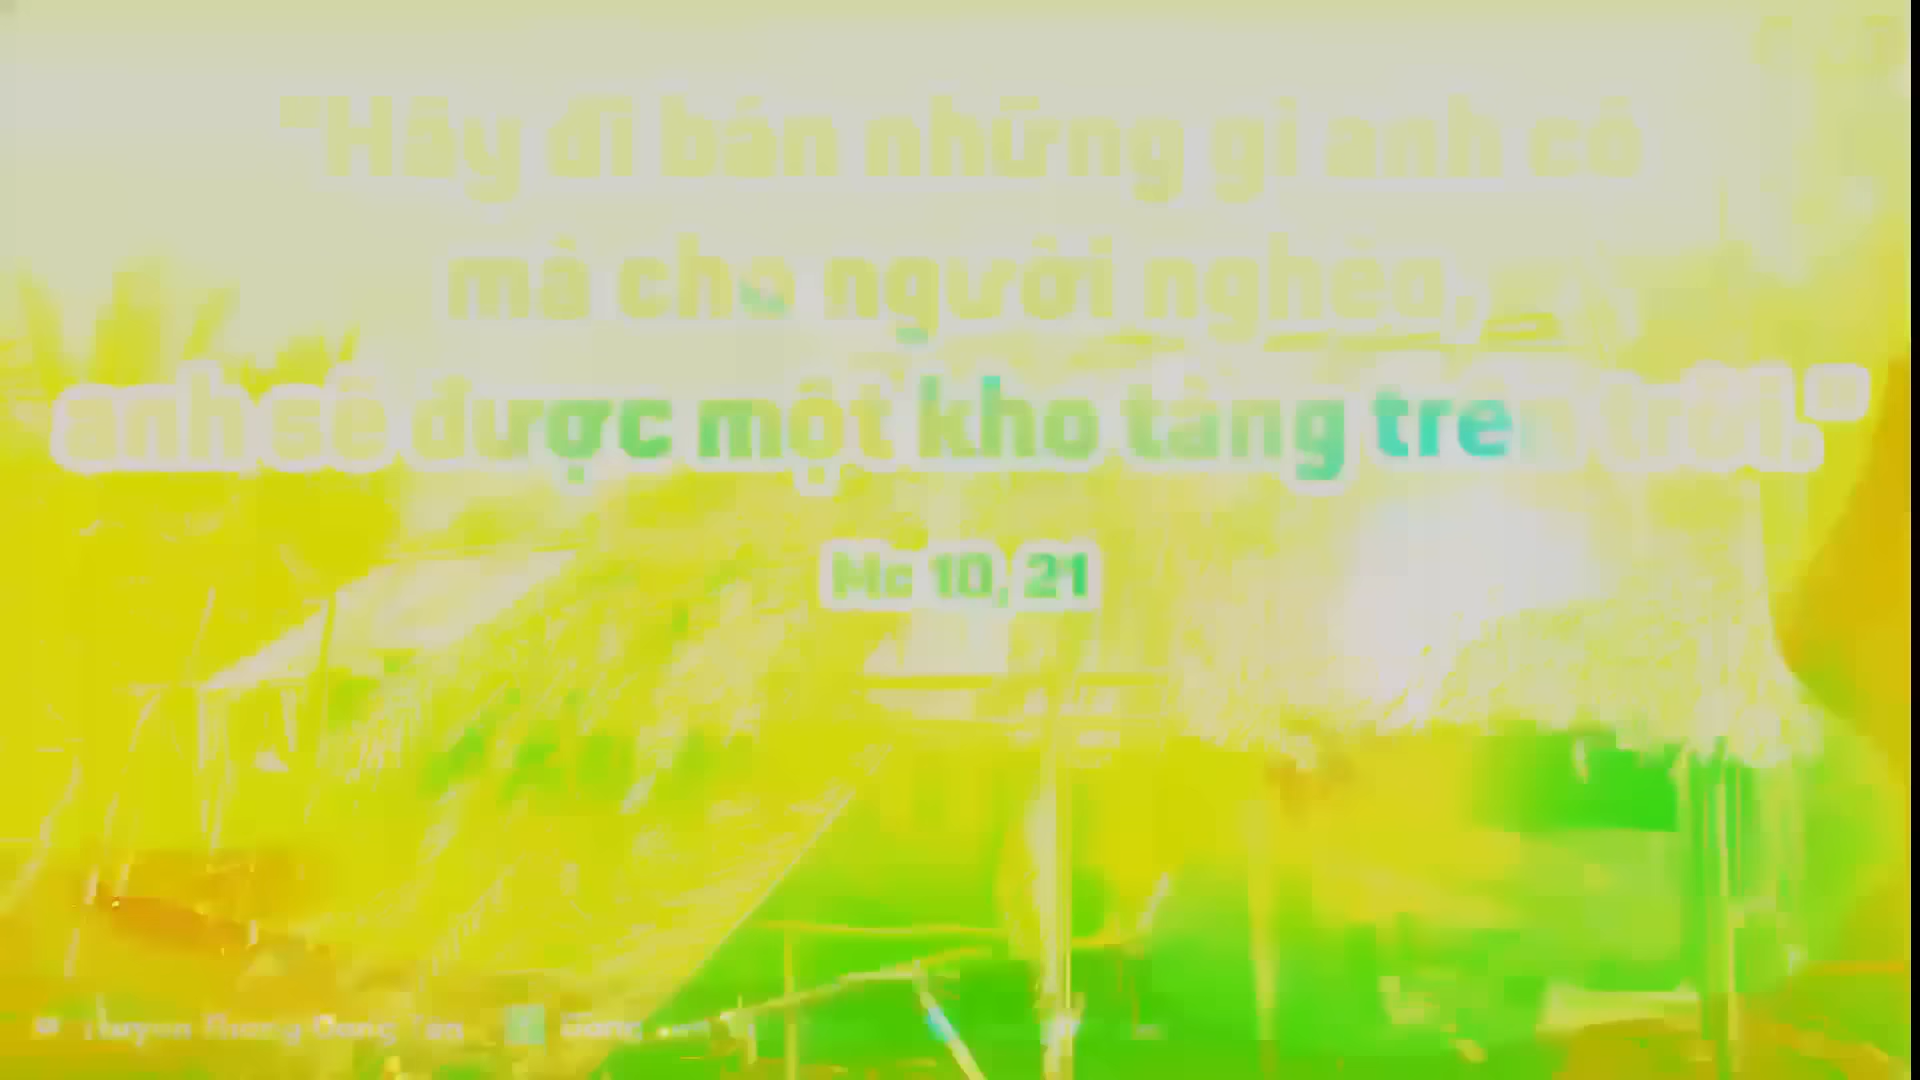 "Hãy đi bán những gì anh có
mà cho người nghèo,
anh sẽ được một kho tàng trên trời."
Mc 10, 21